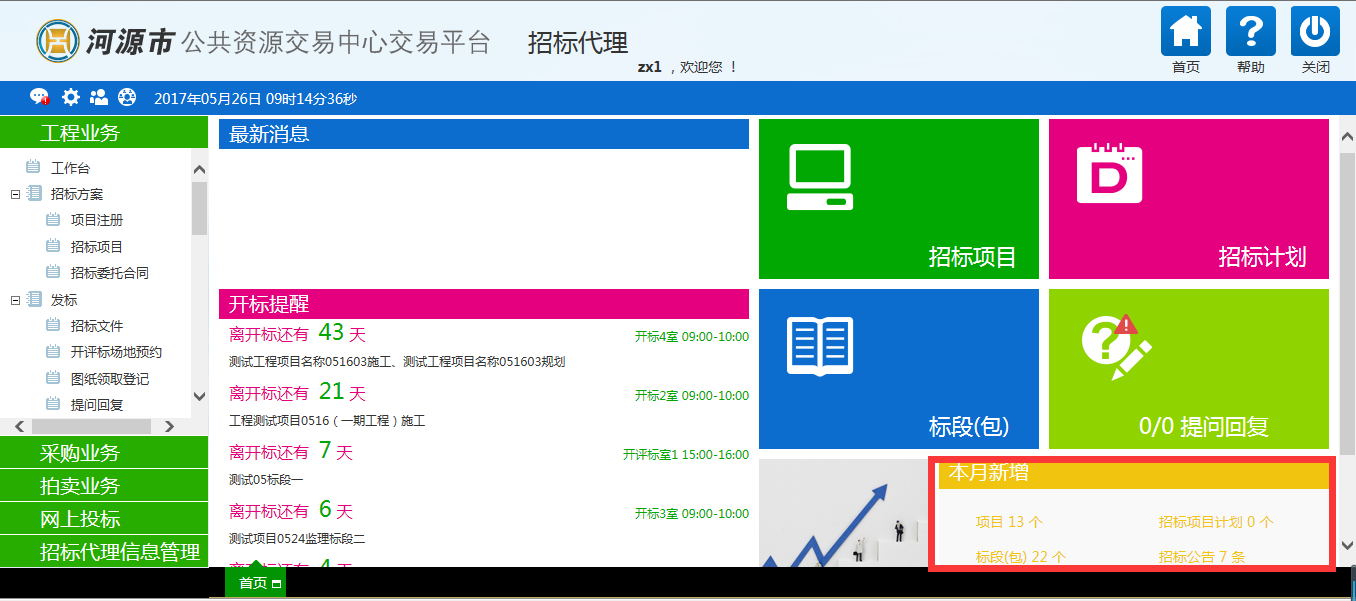 河源市 公共资源交易中心交易平台 招标代理
zx1 ，欢迎您 ！
首页 帮助 关闭
2017年05月26日 09时14分36秒
工程业务
工作台
招标方案
项目注册
招标项目
招标委托合同
发标
招标文件
开评标场地预约
图纸领取登记
提问回复
采购业务
拍卖业务
网上投标
招标代理信息管理
最新消息
开标提醒
离开标还有 43 天 开标4室 09:00-10:00
测试工程项目名称051603施工、测试工程项目名称051603规划
离开标还有 21 天 开标2室 09:00-10:00
工程测试项目0516（一期工程）施工
离开标还有 7 天 开评标室1 15:00-16:00
测试05标段一
离开标还有 6 天 开标3室 09:00-10:00
测试项目0524监理标段二
离开标还有 4 天
招标项目
D
招标计划
标段(包)
0/0 提问回复
本月新增
项目 13 个 招标项目计划 0 个
标段(包) 22 个 招标公告 7 条
首页